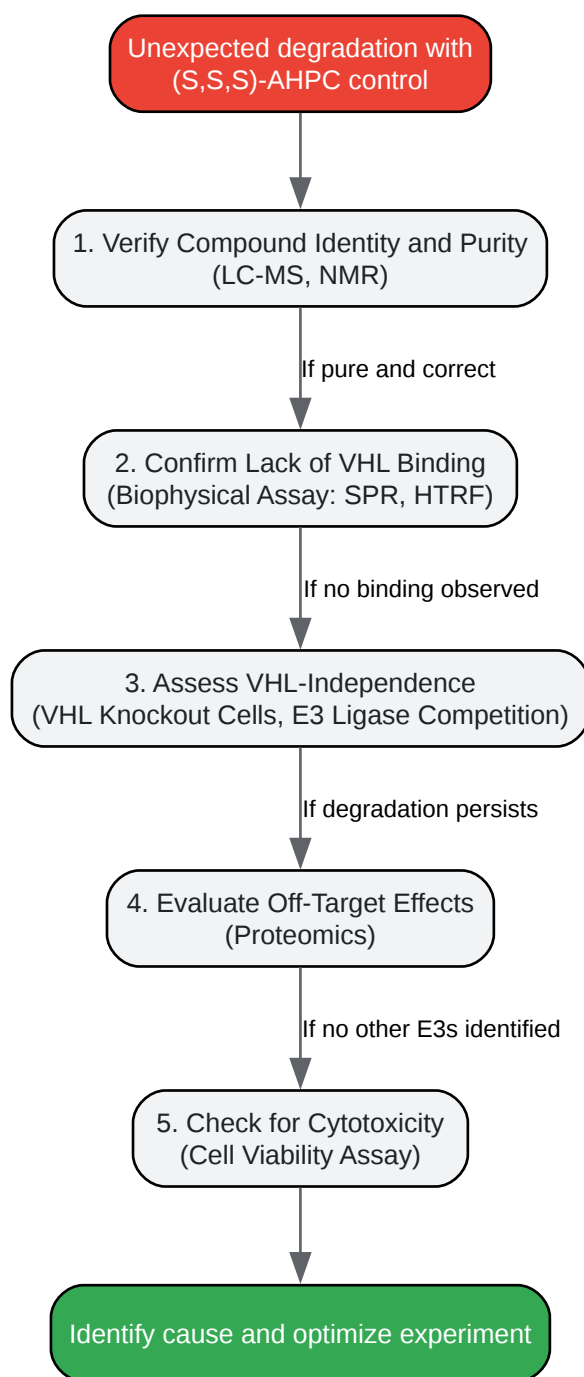 Unexpected degradation with
(S,S,S)-AHPC control
1. Verify Compound Identity and Purity
(LC-MS, NMR)
If pure and correct
2. Confirm Lack of VHL Binding
(Biophysical Assay: SPR, HTRF)
If no binding observed
3. Assess VHL-Independence
(VHL Knockout Cells, E3 Ligase Competition)
If degradation persists
4. Evaluate Off-Target Effects
(Proteomics)
If no other E3s identified
5. Check for Cytotoxicity
(Cell Viability Assay)
Identify cause and optimize experiment